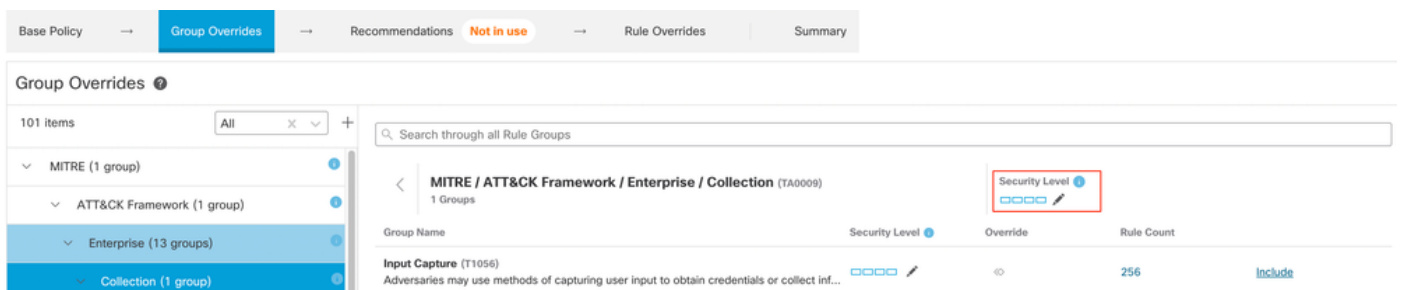 Base Policy → Group Overrides → Recommendations Not in use → Rule Overrides Summary
Group Overrides ?
101 items All
Search through all Rule Groups
MITRE (1 group)
ATT&CK Framework (1 group)
Enterprise (13 groups)
Collection (1 group)
MITRE / ATT&CK Framework / Enterprise / Collection (TA0009)
1 Groups
Security Level
Group Name Security Level Override Rule Count
Input Capture (T1056)
Adversaries may use methods of capturing user input to obtain credentials or collect inf...
256 Include